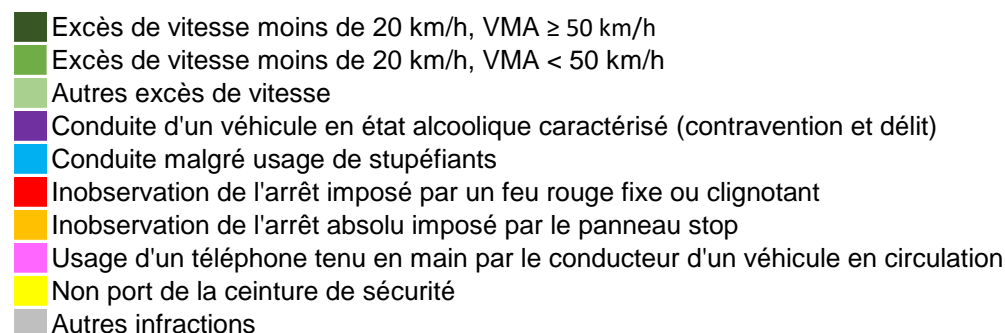 Excès de vitesse moins de 20 km/h, VMA ≥ 50 km/h
Excès de vitesse moins de 20 km/h, VMA < 50 km/h
Autres excès de vitesse
Conduite d'un véhicule en état alcoolique caractérisé (contravention et délit)
Conduite malgré usage de stupéfiants
Inobservation de l'arrêt imposé par un feu rouge fixe ou clignotant
Inobservation de l'arrêt absolu imposé par le panneau stop
Usage d'un téléphone tenu en main par le conducteur d'un véhicule en circulation
Non port de la ceinture de sécurité
Autres infractions